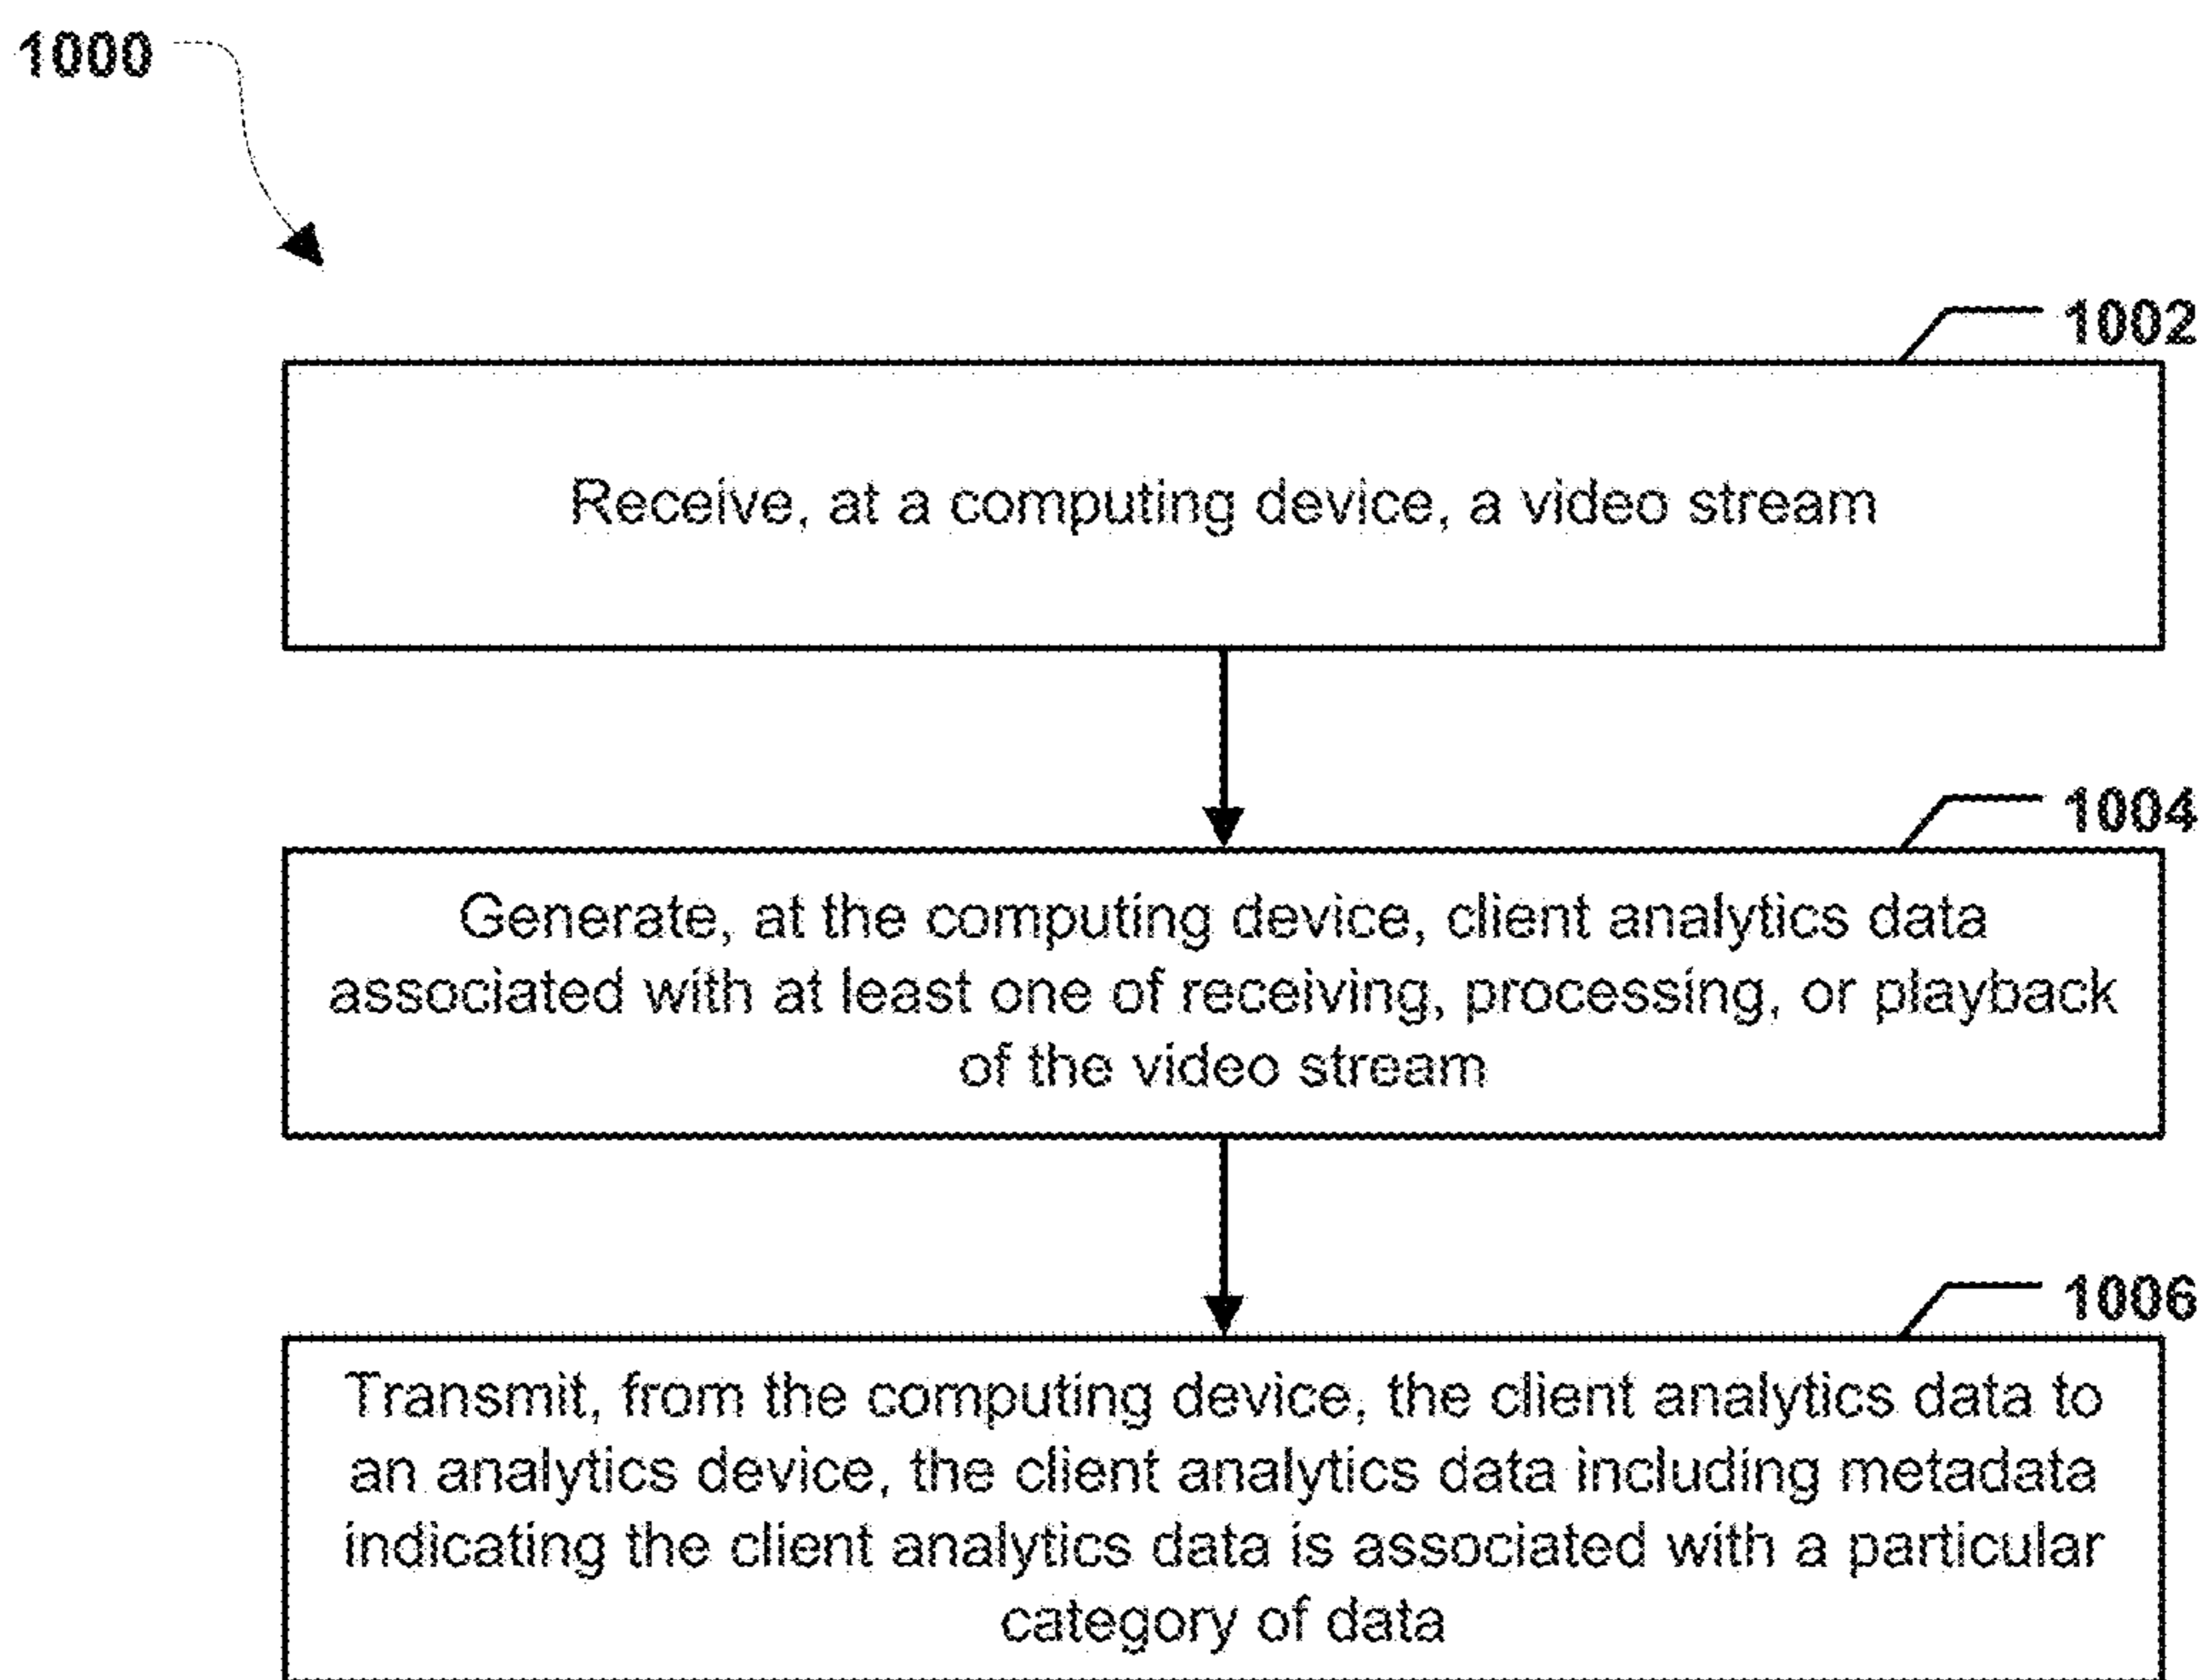 1000
1002
Receive, at a computing device, a video stream
1004
Generate, at the computing device, client analytics data
associated with at least one of receiving, processing, or playback
of the video stream
1006
Transmit, from the computing device, the client analytics data to
an analytics device, the client analytics data including metadata
indicating the client analytics data is associated with a particular
category of data